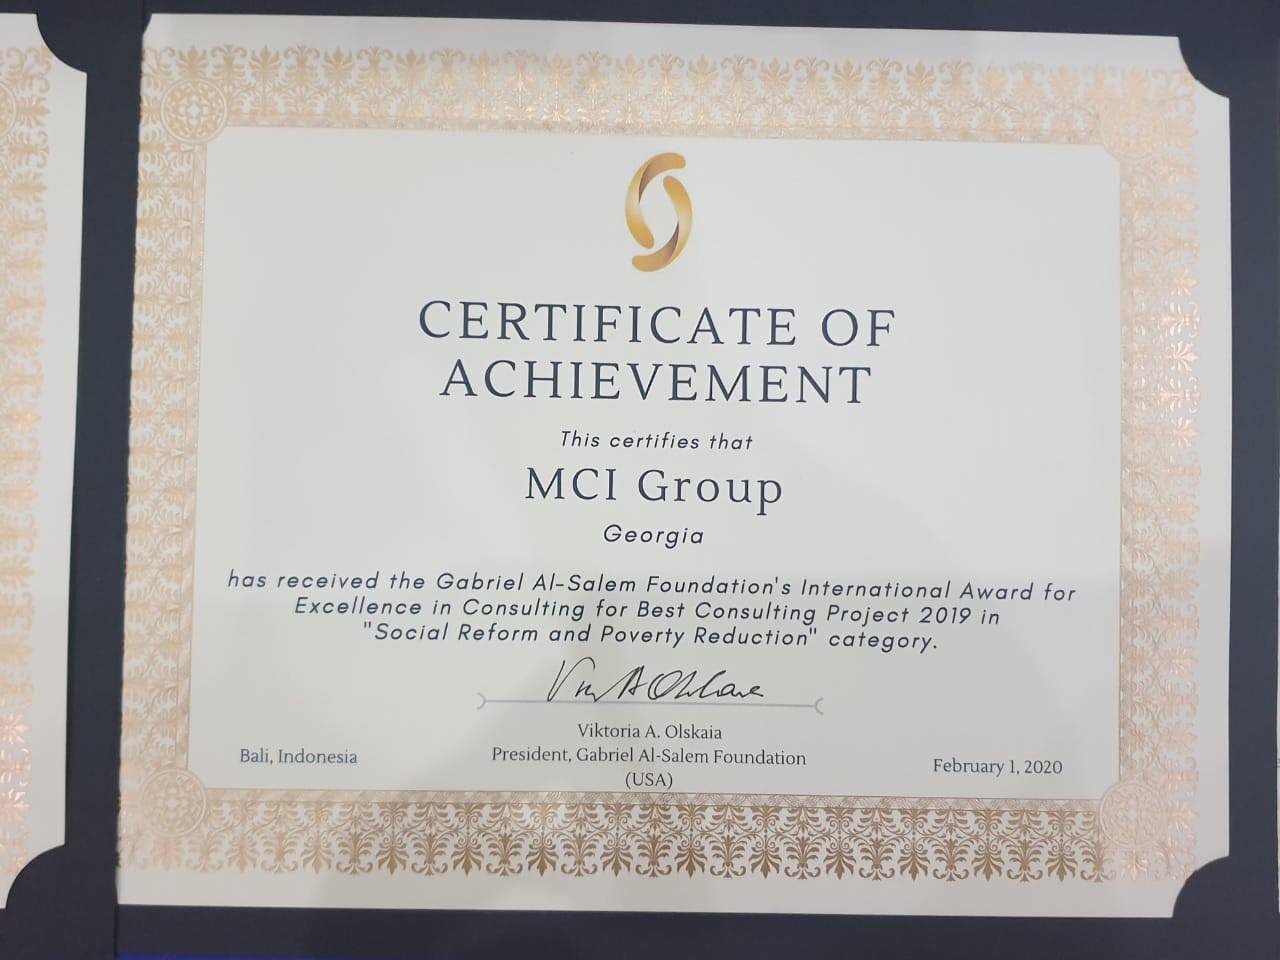 CERTIFICATE OF
ACHIEVEMENT
This certifies that
MCI Group
Georgia
has received the Gabriel Al-Salem Foundation's International Award for
Excellence in Consulting for Best Consulting Project 2019 in
"Social Reform and Poverty Reduction" category.
Viktoria A. Olskaia
President, Gabriel Al-Salem Foundation
(USA)
Bali, Indonesia
February 1, 2020